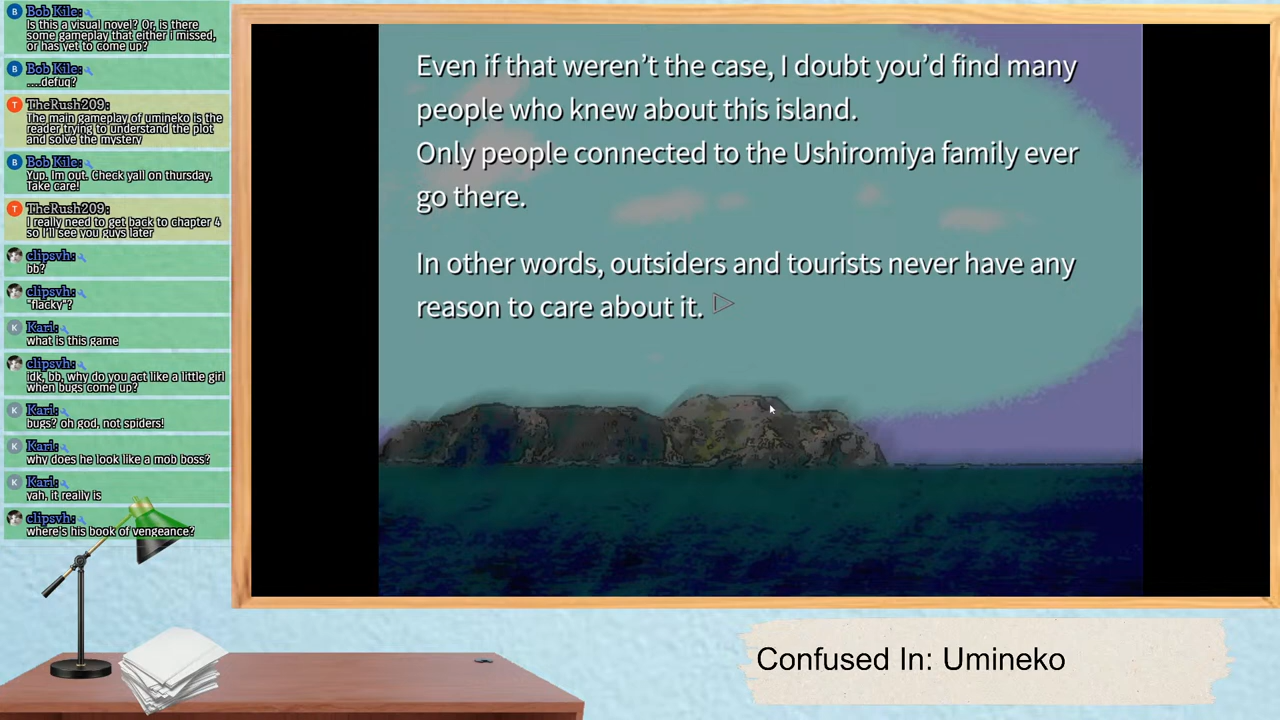 Bob Kile:
is this a visual novel? Or, is there
some gameplay that either i missed,
or has yet to come up?
Bob Kile:
....defuq?
TheRush209:
The main gameplay of umineko is the
reader trying to understand the plot
and solve the mystery
Bob Kile:
Yup. Im out. Check yall on thursday.
Take care!
TheRush209:
I really need to get back to chapter 4
so I'll see you guys later
clipsvh:
bb?
clipsvh:
"flacky"?
Kari:
what is this game
clipsvh:
idk, bb, why do you act like a little girl
when bugs come up?
Kari:
bugs? oh god, not spiders!
Kari:
why does he look like a mob boss?
Kari:
yah, it really is
clipsvh:
where's his book of vengeance?
Even if that weren't the case, I doubt you'd find many
people who knew about this island.
Only people connected to the Ushiromiya family ever
go there.
In other words, outsiders and tourists never have any
reason to care about it.
Confused In: Umineko